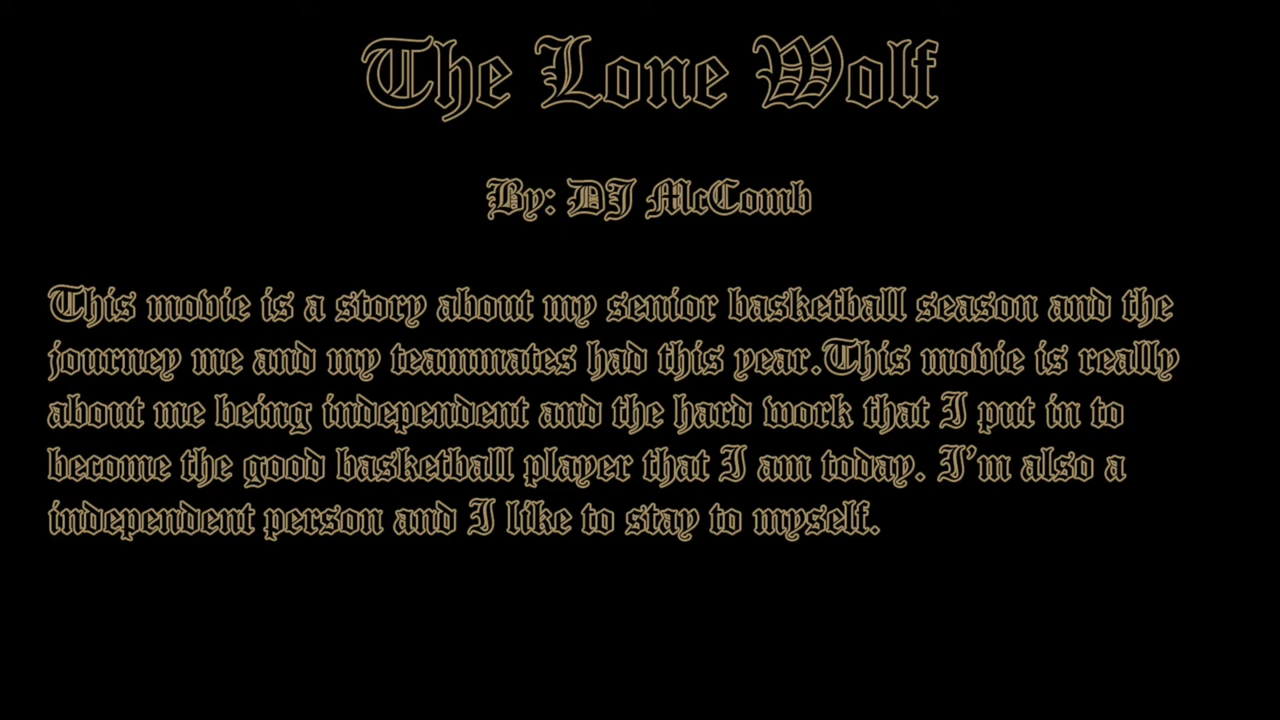 The Lone Wolf
By: DJ McComb
This movie is a story about my senior basketball season and the
journey me and my teammates had this year.This movie is really
about me being independent and the hard work that I put in to
become the good basketball player that I am today. I'm also a
independent person and I like to stay to myself.